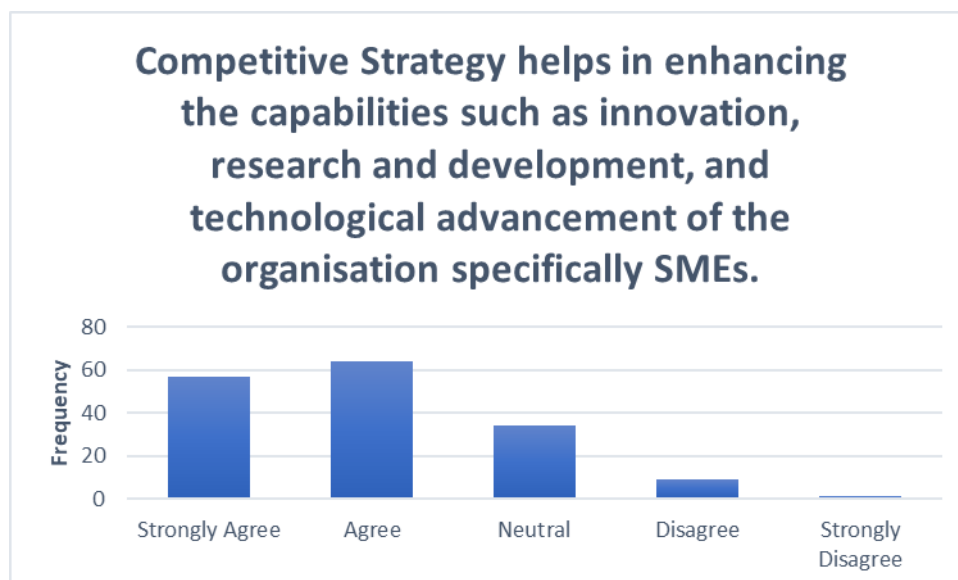 Competitive Strategy helps in enhancing
the capabilities such as innovation,
research and development, and
technological advancement of the
organisation specifically SMEs.
80
60
40
20
0
Frequency
Strongly Agree
Agree
Neutral
Disagree
Strongly
Disagree